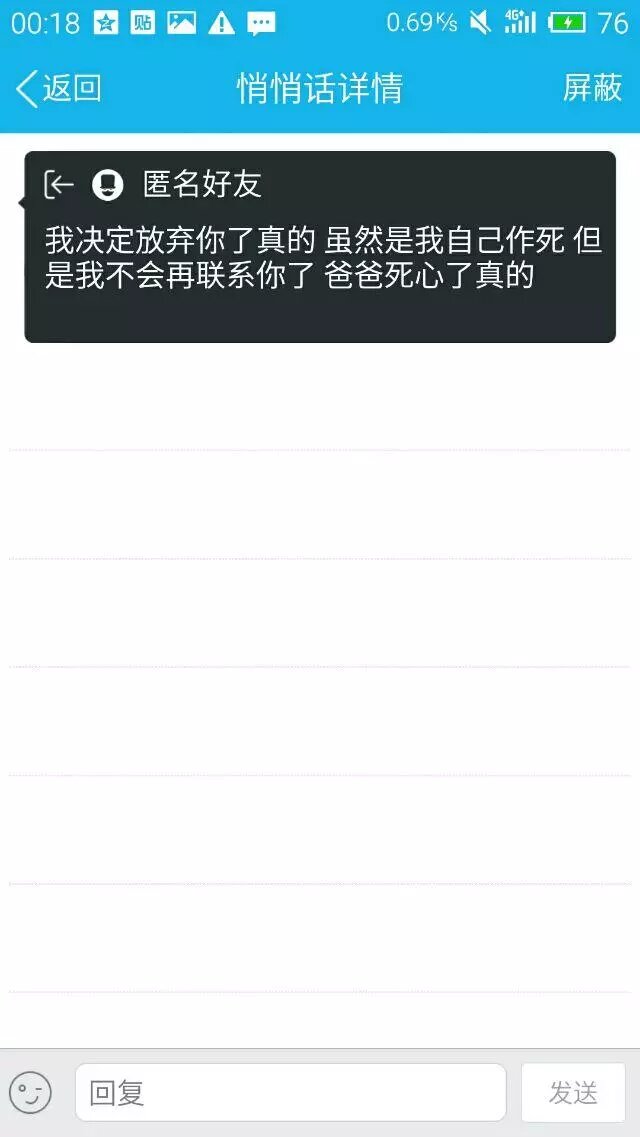 00:18 贴 0.69K/s 4G+ 76
返回 悄悄话详情 屏蔽
匿名好友
我决定放弃你了真的 虽然是我自己作死 但
是我不会再联系你了 爸爸死心了真的
回复 发送